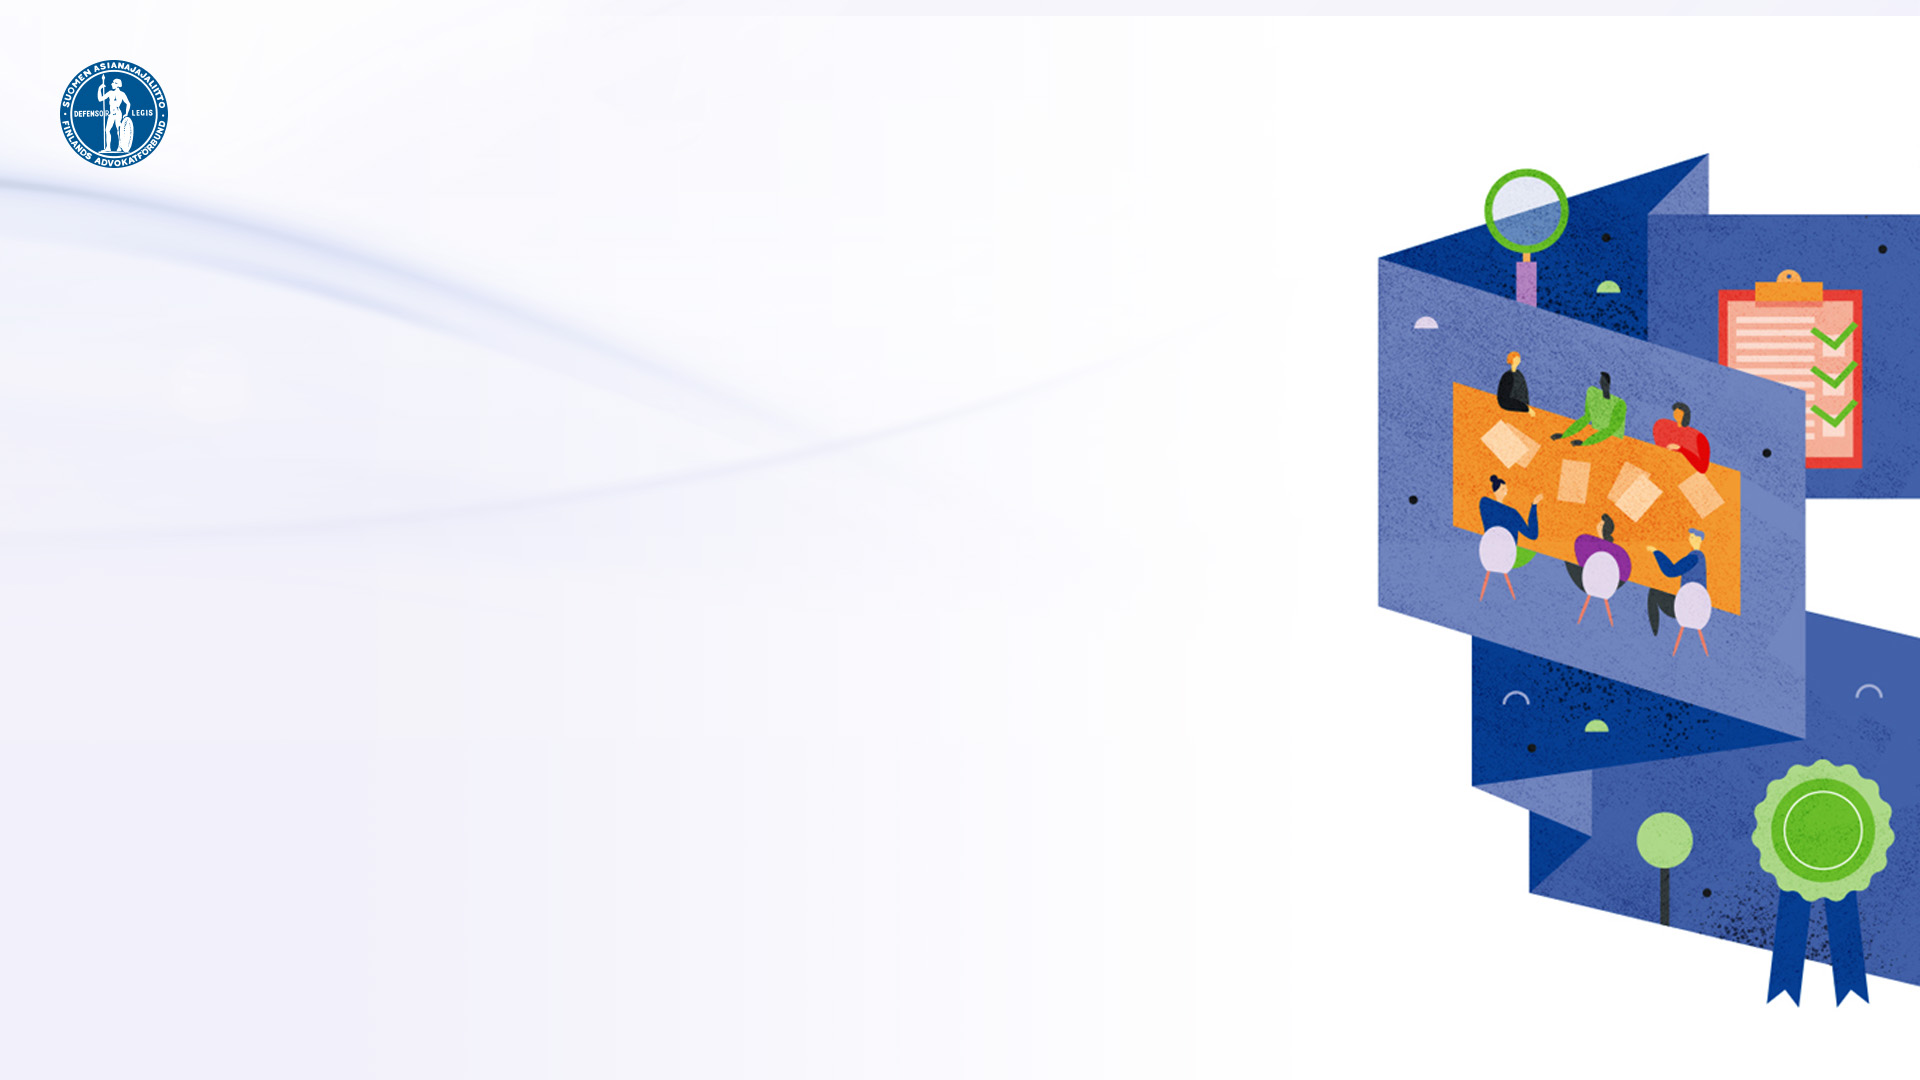 SUOMEN ASIANAJAJALIITTO
DEFENSOR LEGIS
FINLANDS ADVOKATFÖRBUND